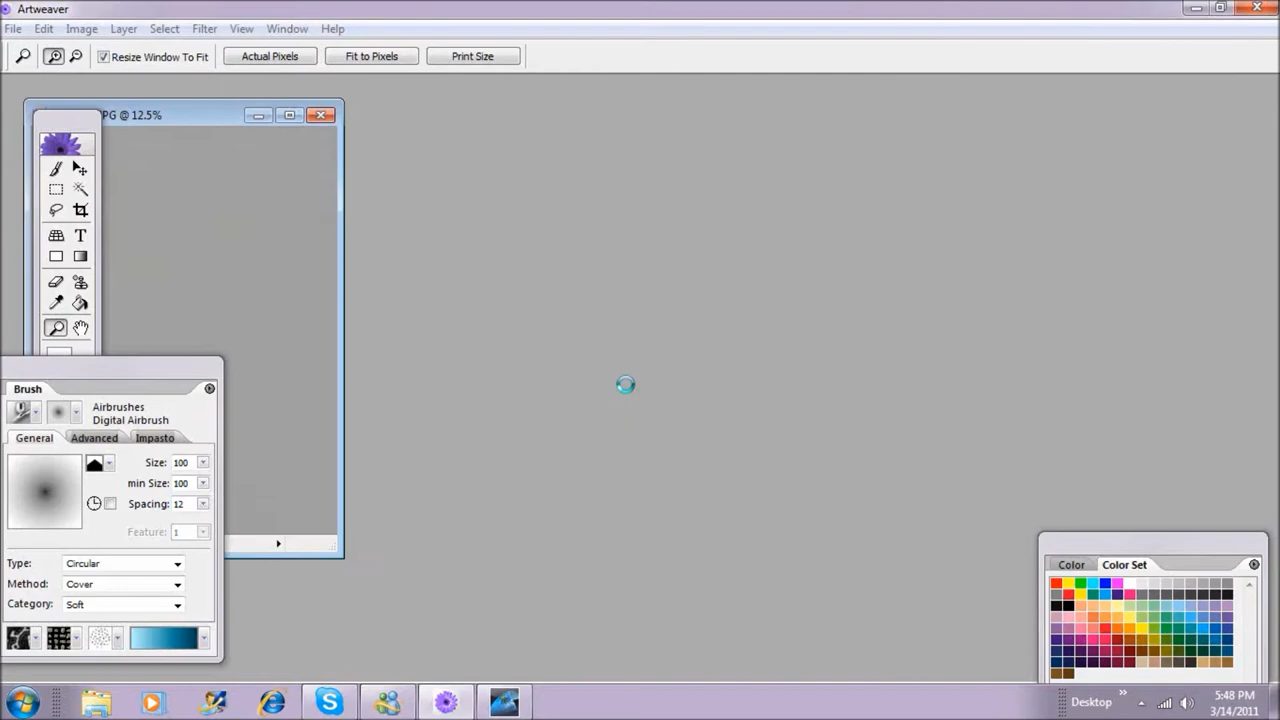 Artweaver
File Edit Image Layer Select Filter View Window Help
Resize Window To Fit Actual Pixels Fit to Pixels Print Size
PG @ 12.5%
T
Brush
Airbrushes
Digital Airbrush
General Advanced Impasto
Size: 100
min Size: 100
Spacing: 12
Feature: 1
Type: Circular
Method: Cover
Category: Soft
Color Color Set
Desktop
5:48 PM
3/14/2011